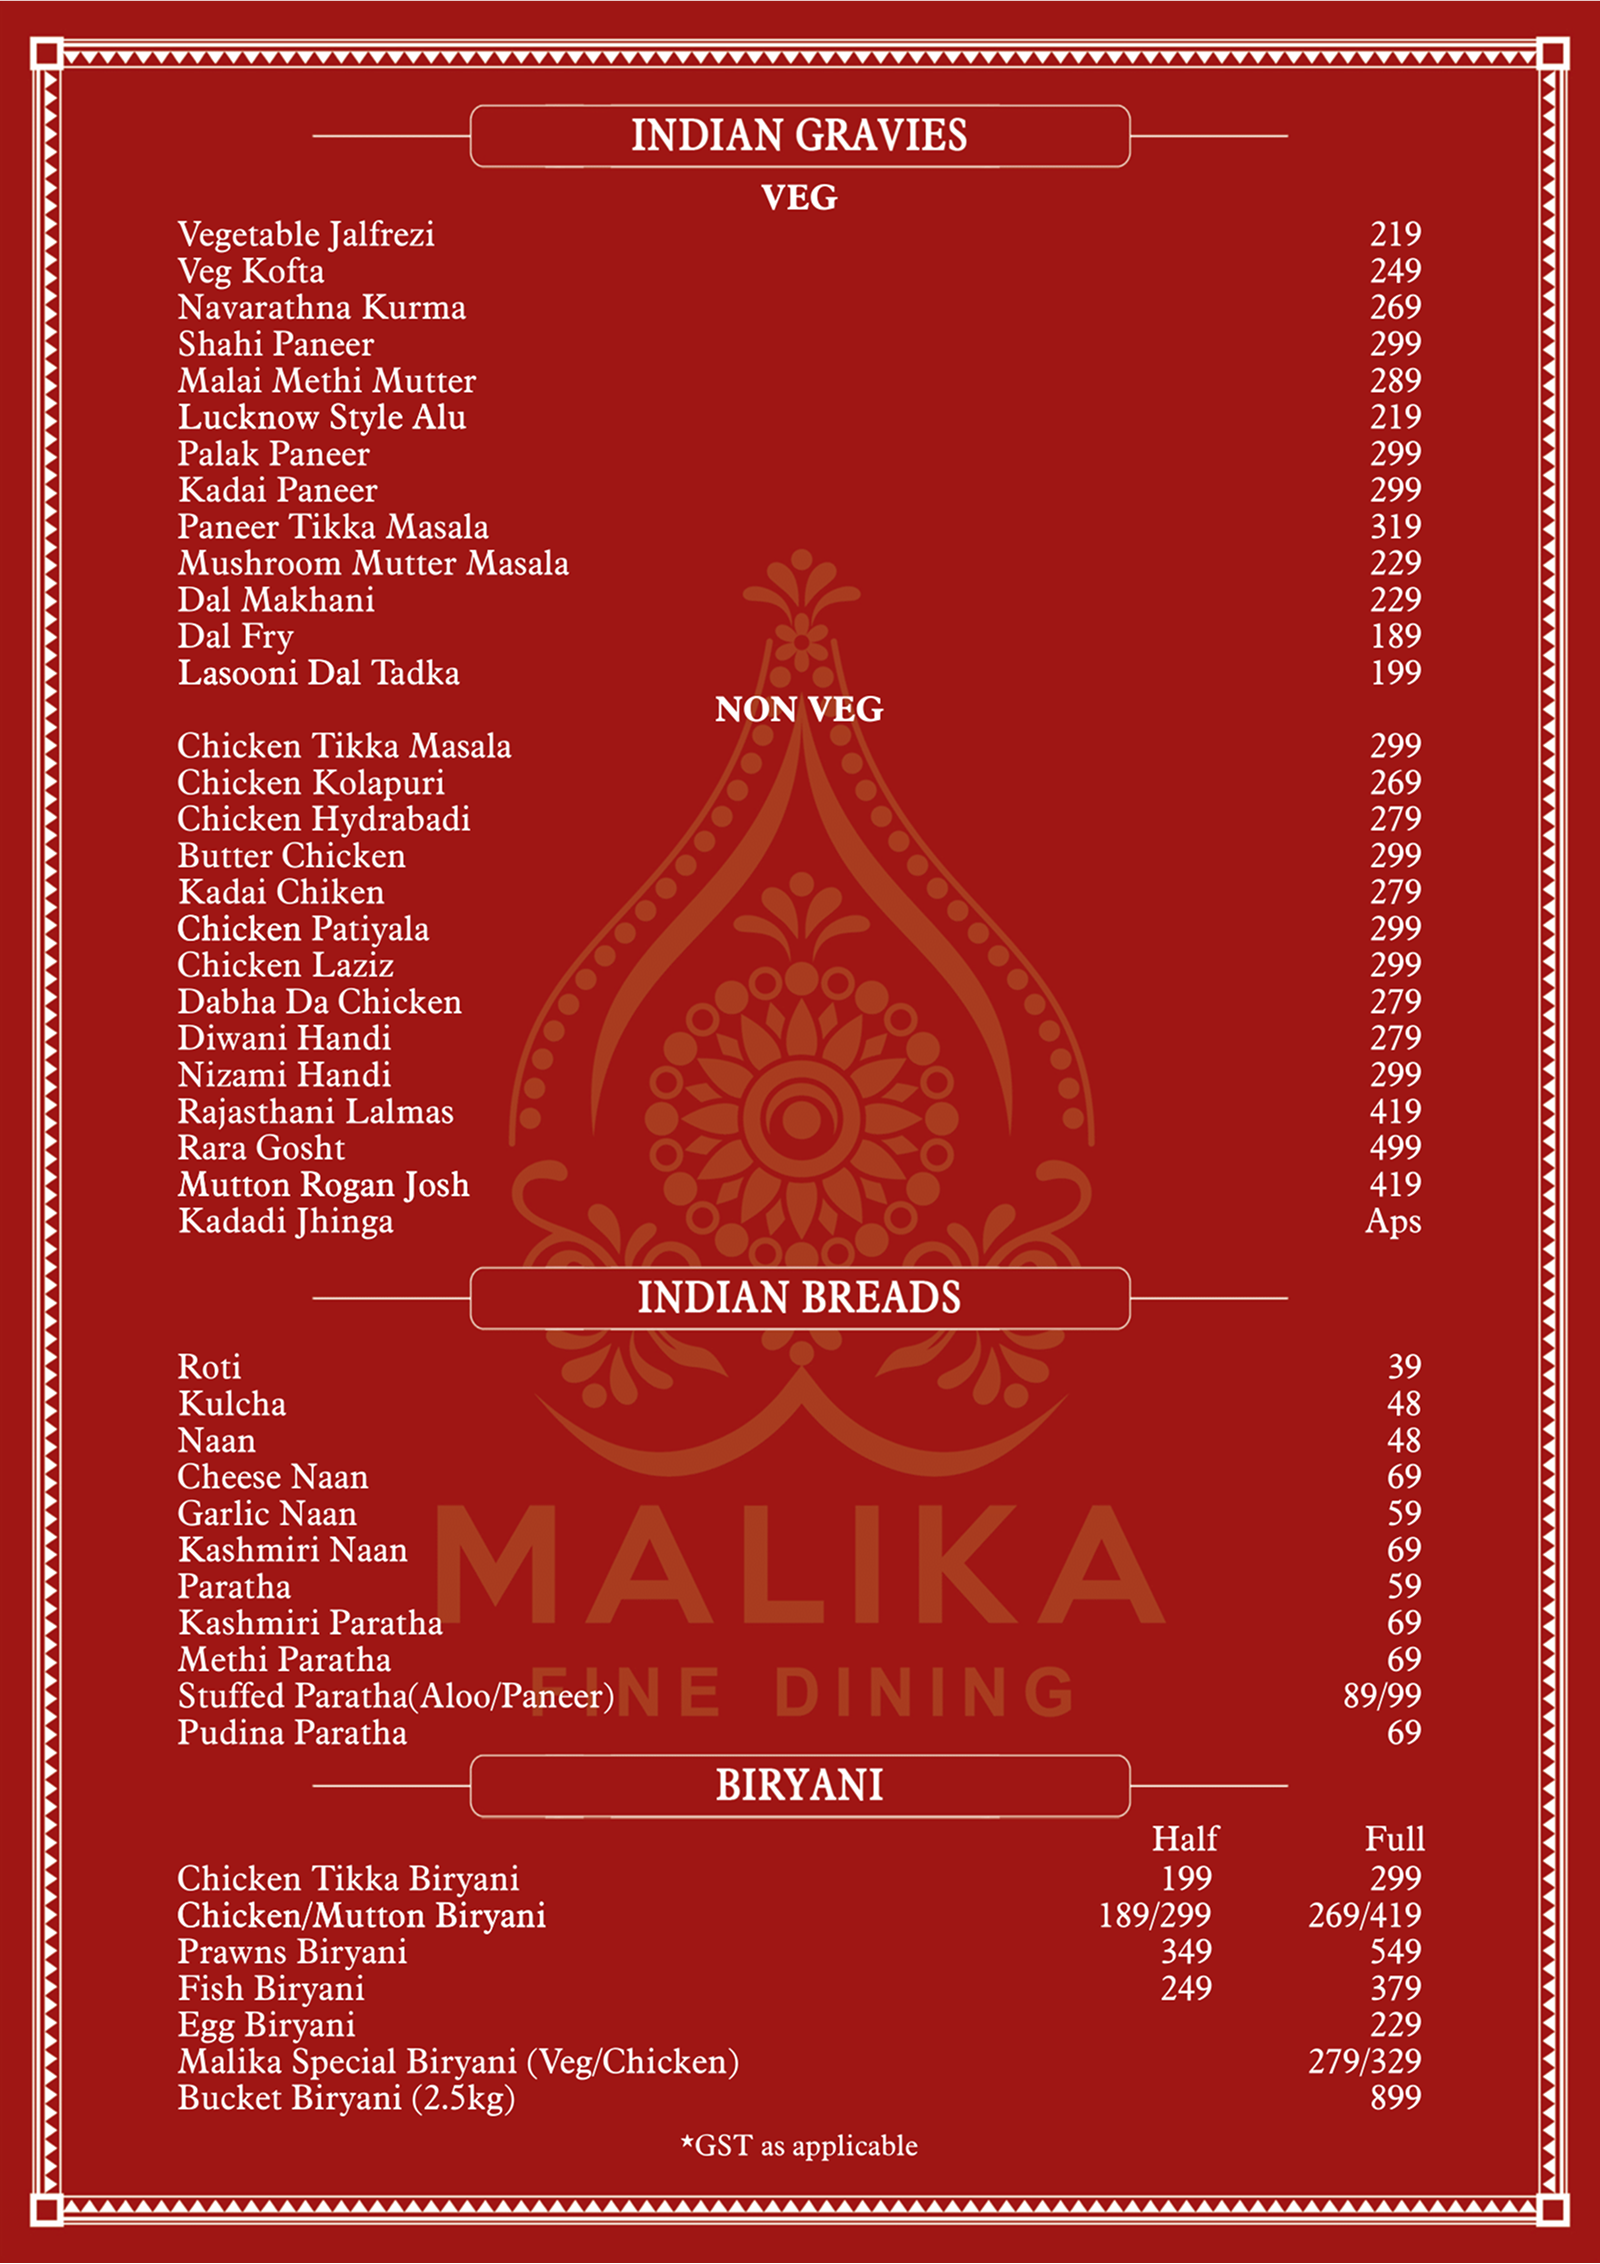 INDIAN GRAVIES
VEG
Vegetable Jalfrezi 219
Veg Kofta 249
Navarathna Kurma 269
Shahi Paneer 299
Malai Methi Mutter 289
Lucknow Style Alu 219
Palak Paneer 299
Kadai Paneer 299
Paneer Tikka Masala 319
Mushroom Mutter Masala 229
Dal Makhani 229
Dal Fry 189
Lasooni Dal Tadka 199
NON VEG
Chicken Tikka Masala 299
Chicken Kolapuri 269
Chicken Hydrabadi 279
Butter Chicken 299
Kadai Chiken 279
Chicken Patiyala 299
Chicken Laziz 299
Dabha Da Chicken 279
Diwani Handi 279
Nizami Handi 299
Rajasthani Lalmas 419
Rara Gosht 499
Mutton Rogan Josh 419
Kadadi Jhinga Aps
INDIAN BREADS
Roti 39
Kulcha 48
Naan 48
Cheese Naan 69
Garlic Naan 59
Kashmiri Naan 69
Paratha 59
Kashmiri Paratha 69
Methi Paratha 69
Stuffed Paratha(Aloo/Paneer) 89/99
Pudina Paratha 69
MALIKA
FINE DINING
BIRYANI
Half Full
Chicken Tikka Biryani 199 299
Chicken/Mutton Biryani 189/299 269/419
Prawns Biryani 349 549
Fish Biryani 249 379
Egg Biryani 229
Malika Special Biryani (Veg/Chicken) 279/329
Bucket Biryani (2.5kg) 899
*GST as applicable